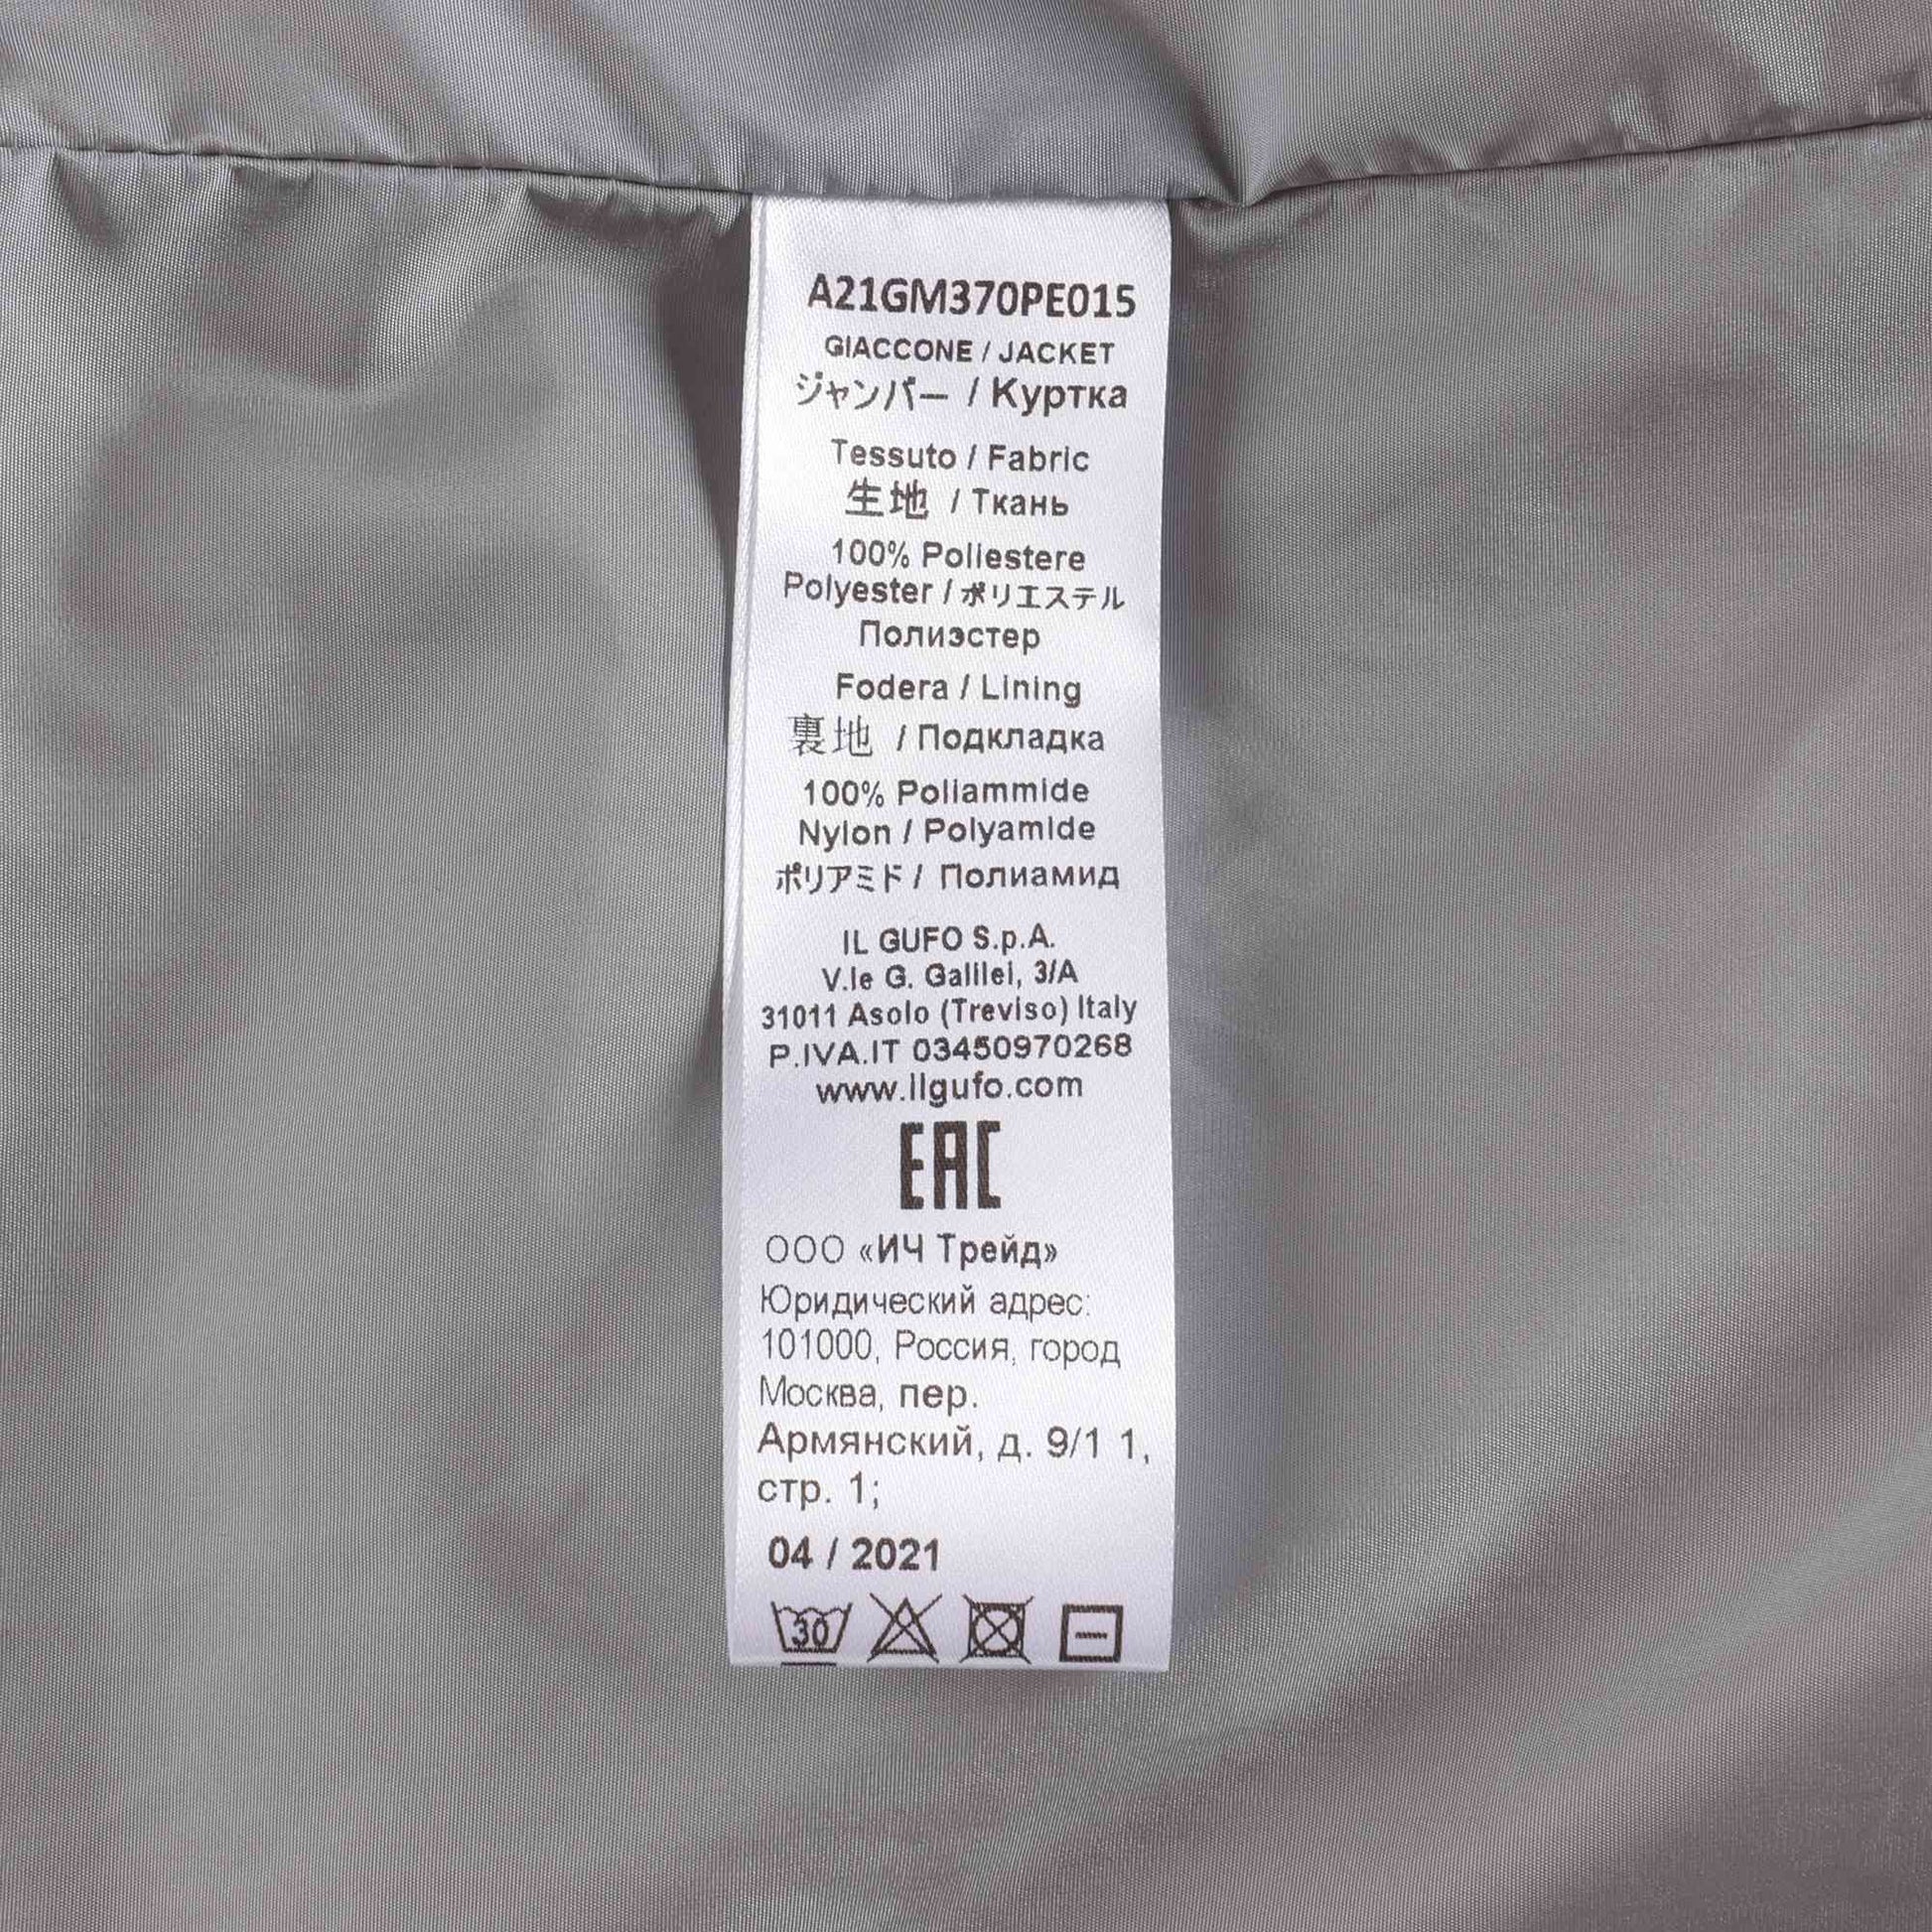 A21GM370PE015
GIACCONE / JACKET
ジャンパー / Куртка
Tessuto / Fabric
生地 / Ткань
100% Poliestere
Polyester / ポリエステル
Полиэстер
Fodera / Lining
裏地 / Подкладка
100% Poliammide
Nylon / Polyamide
ポリアミド / Полиамид
IL GUFO S.p.A.
V.le G. Galilei, 3/A
31011 Asolo (Treviso) Italy
P.IVA.IT 03450970268
www.ilgufo.com
EAC
ООО «ИЧ Трейд»
Юридический адрес:
101000, Россия, город
Москва, пер.
Армянский, д. 9/1 1,
стр. 1;
04 / 2021
30